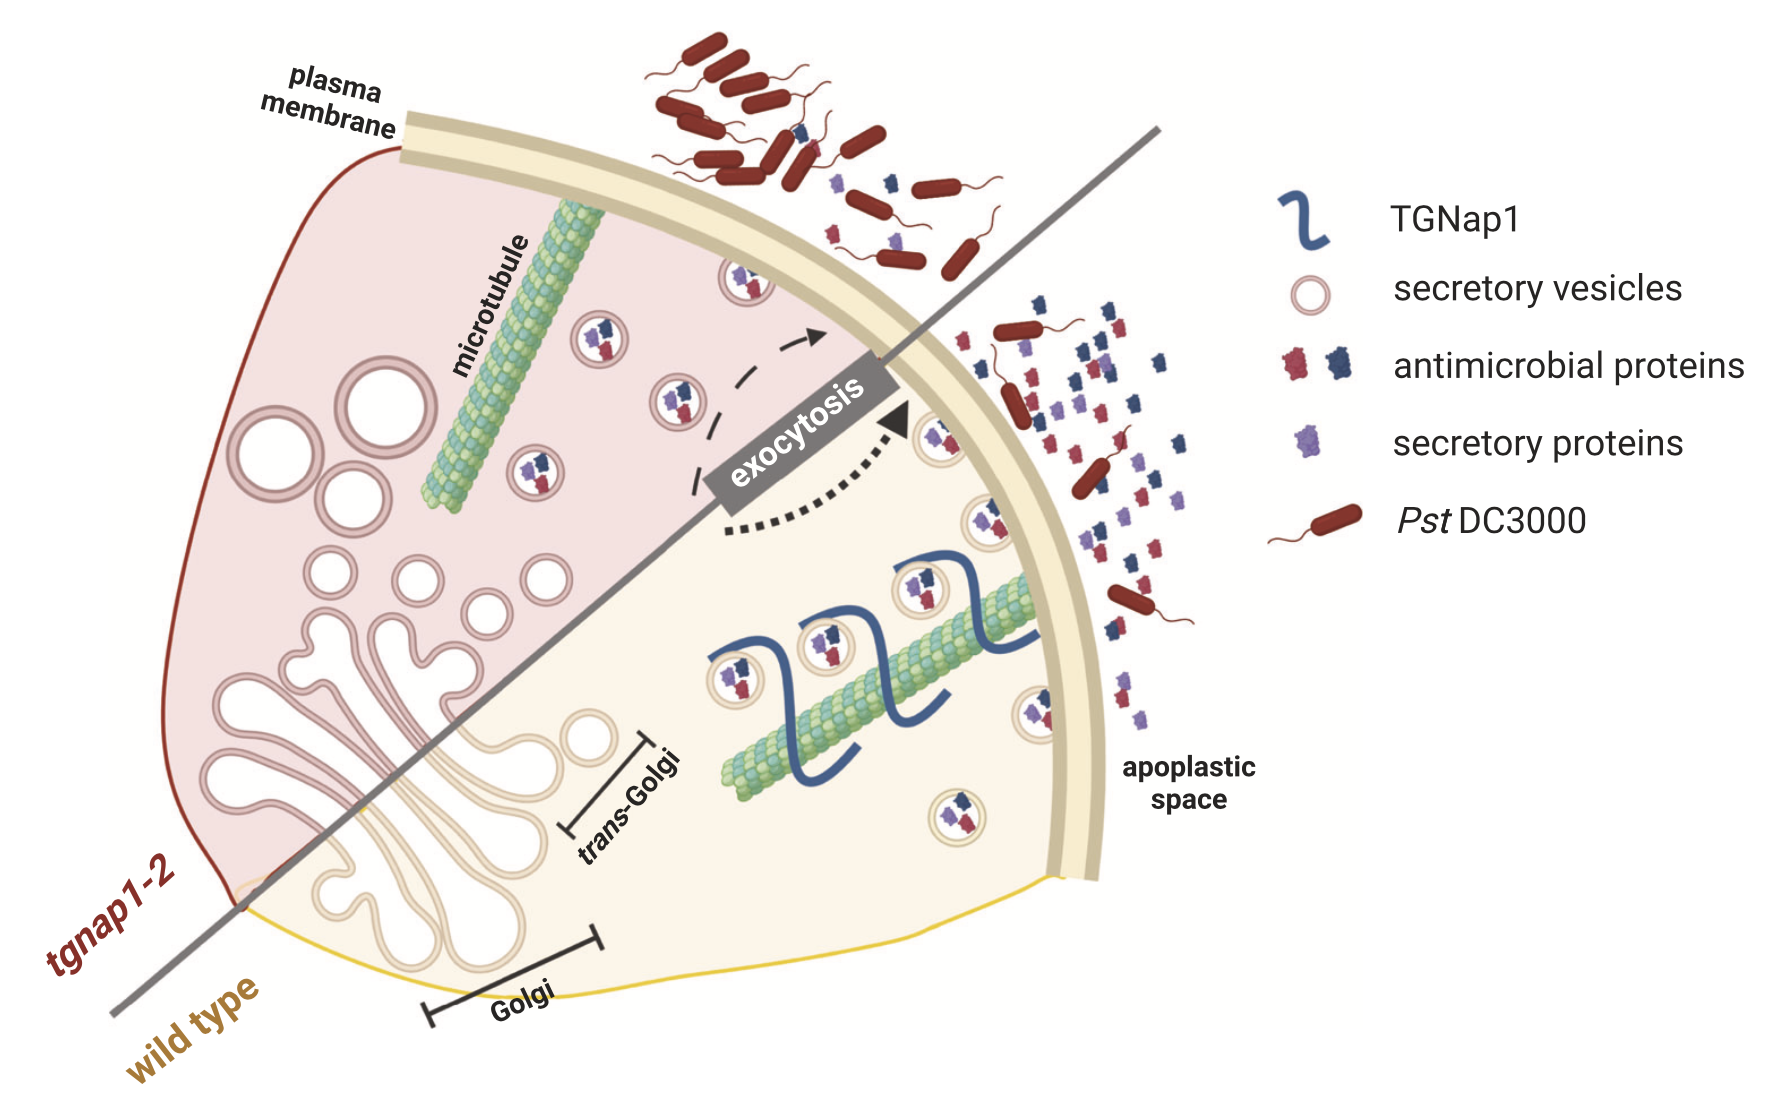 plasma
membrane
microtubule
exocytosis
trans-Golgi
Golgi
apoplastic
space
tgnap1-2
wild type
TGNap1
secretory vesicles
antimicrobial proteins
secretory proteins
Pst DC3000